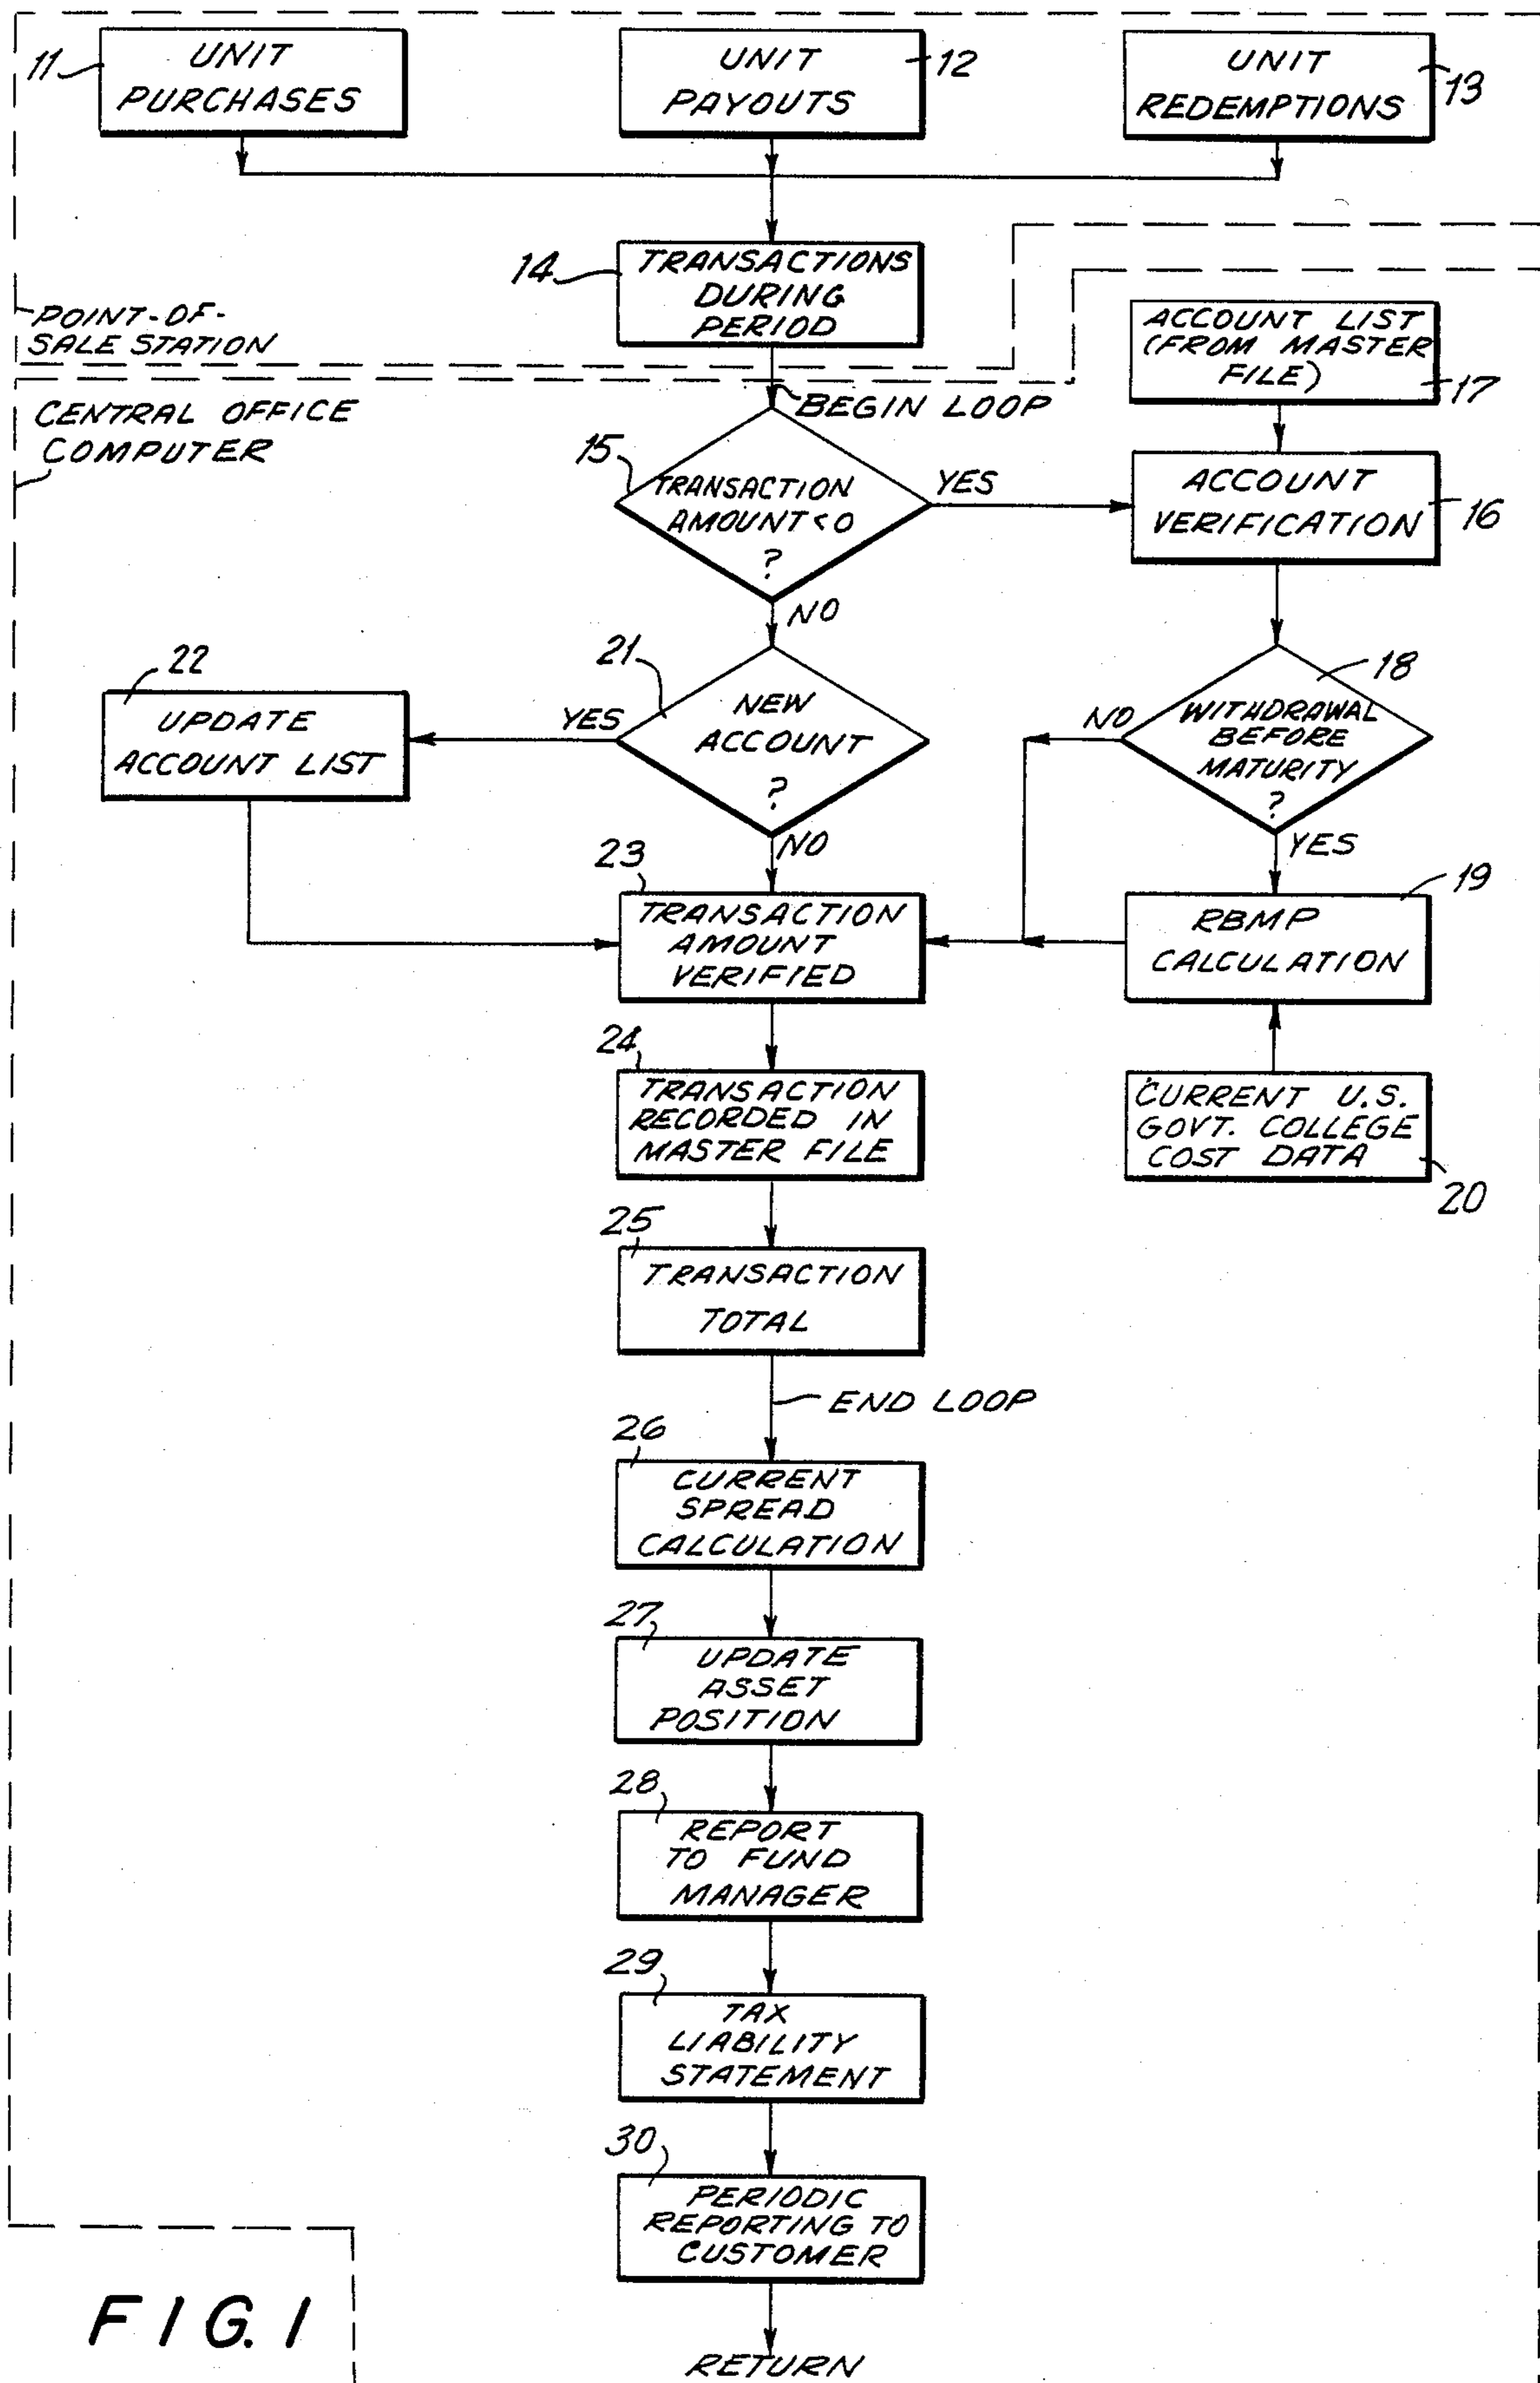 11
UNIT
PURCHASES
UNIT
PAYOUTS
12
UNIT
REDEMPTIONS
13
14
TRANSACTIONS
DURING
PERIOD
POINT-OF-
SALE STATION
ACCOUNT LIST
(FROM MASTER
FILE)
17
CENTRAL OFFICE
COMPUTER
BEGIN LOOP
15
TRANSACTION
AMOUNT<0
?
YES
ACCOUNT
VERIFICATION
16
NO
22
UPDATE
ACCOUNT LIST
21
YES
NEW
ACCOUNT
?
NO
18
NO
WITHDRAWAL
BEFORE
MATURITY
?
YES
23
TRANSACTION
AMOUNT
VERIFIED
19
RBMP
CALCULATION
24
TRANSACTION
RECORDED IN
MASTER FILE
CURRENT U.S.
GOVT. COLLEGE
COST DATA
20
25
TRANSACTION
TOTAL
END LOOP
26
CURRENT
SPREAD
CALCULATION
27
UPDATE
ASSET
POSITION
28
REPORT
TO FUND
MANAGER
29
TAX
LIABILITY
STATEMENT
30
PERIODIC
REPORTING TO
CUSTOMER
RETURN
FIG. 1